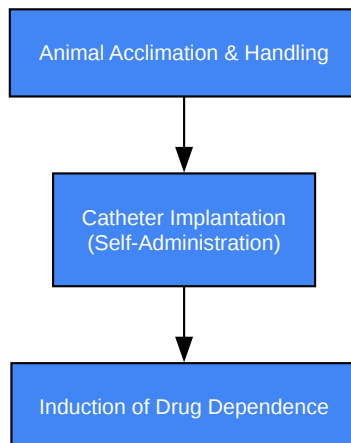 Animal Acclimation & Handling
Catheter Implantation
(Self-Administration)
Induction of Drug Dependence